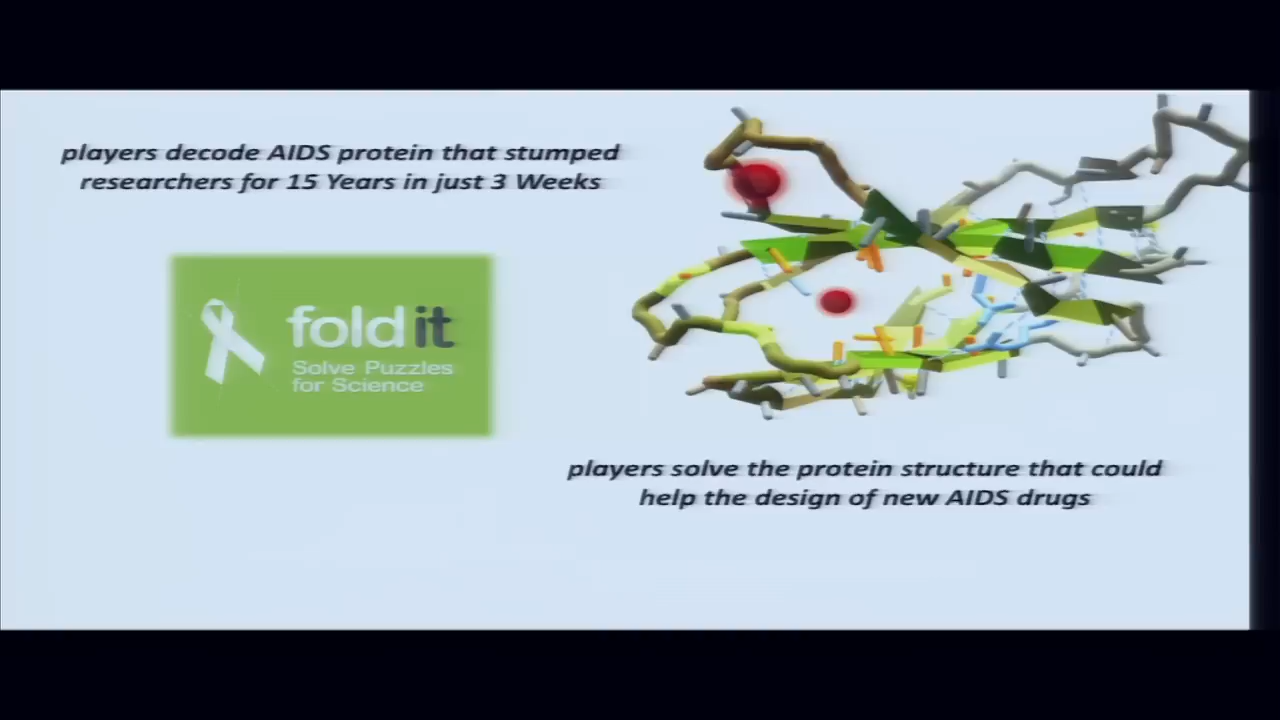 players decode AIDS protein that stumped
researchers for 15 Years in just 3 Weeks
foldit
Solve Puzzles
for Science
players solve the protein structure that could
help the design of new AIDS drugs